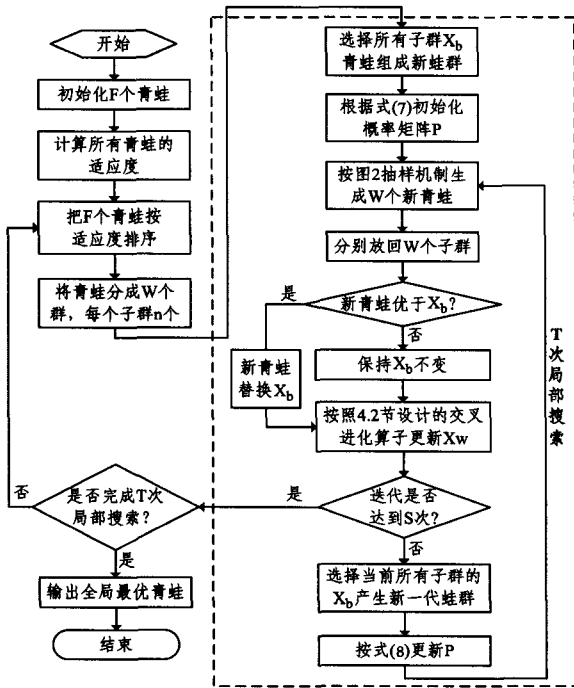 开始
初始化F个青蛙
计算所有青蛙的
适应度
把F个青蛙按
适应度排序
将青蛙分成W个
群，每个子群n个
否
是否完成T次
局部搜索?
是
输出全局最优青蛙
结束
选择所有子群X_b
青蛙组成新蛙群
根据式(7)初始化
概率矩阵P
按图2抽样机制生
成W个新青蛙
分别放回W个子群
是
新青蛙优于X_b?
否
新青蛙
替换X_b
保持X_b不变
按照4.2节设计的交叉
进化算子更新Xw
是
迭代是否
达到S次?
否
选择当前所有子群的
X_b产生新一代蛙群
按式(8)更新P
T次局部搜索